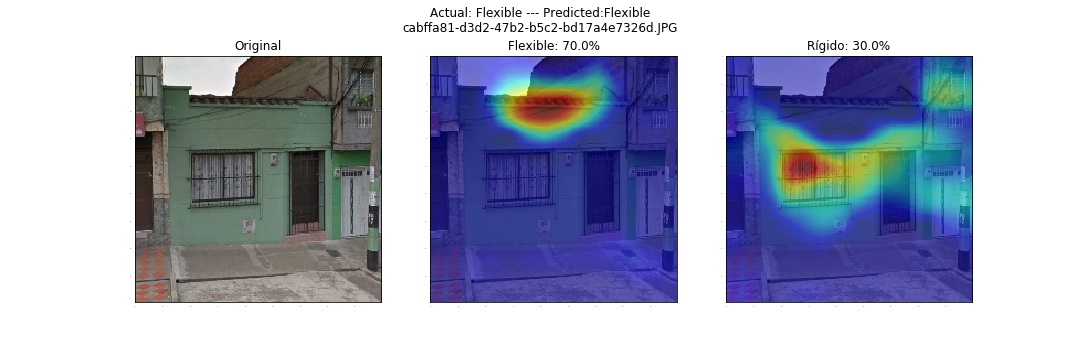 Actual: Flexible --- Predicted:Flexible
cabffa81-d3d2-47b2-b5c2-bd17a4e7326d.JPG
Original
Flexible: 70.0%
Rígido: 30.0%